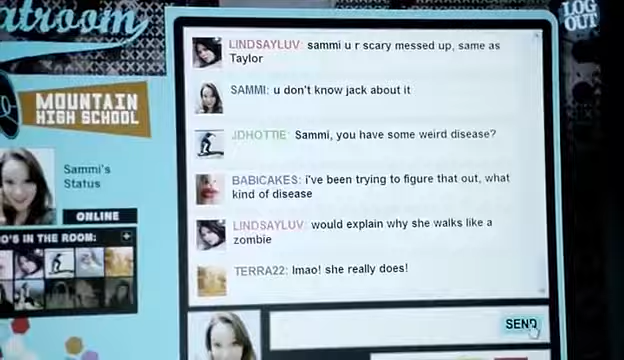 atroom
LOG
OUT
LINDSAYLUV: sammi u r scary messed up, same as
Taylor
SAMMI: u don't know jack about it
MOUNTAIN
HIGH SCHOOL
JDHOTTIE: Sammi, you have some weird disease?
Sammi's
Status
BABICAKES: i've been trying to figure that out, what
kind of disease
ONLINE
LINDSAYLUV: would explain why she walks like a
zombie
O'S IN THE ROOM:
TERRA22: lmao! she really does!
SEND